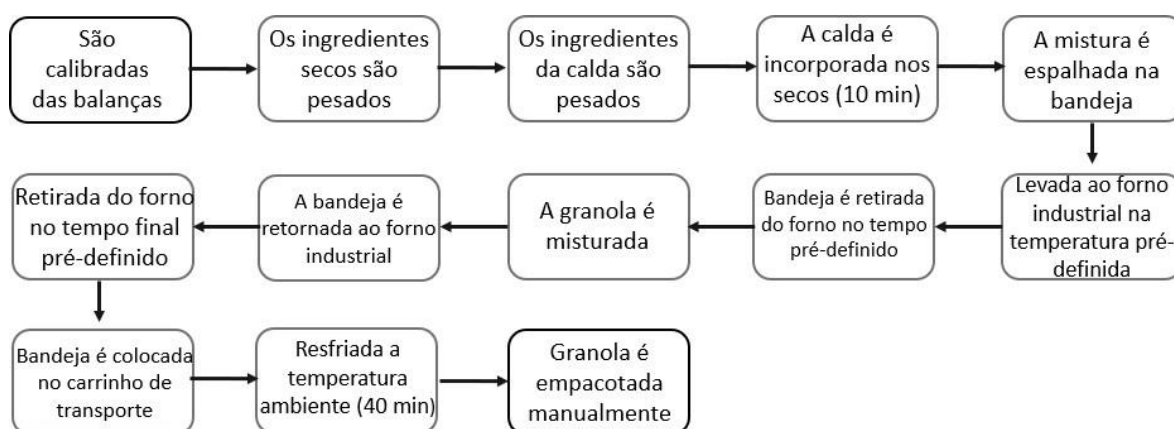 São
calibradas
das balanças
Os ingredientes
secos são
pesados
Os ingredientes
da calda são
pesados
A calda é
incorporada nos
secos (10 min)
A mistura é
espalhada na
bandeja
Levada ao forno
industrial na
temperatura pré-
definida
Bandeja é retirada
do forno no tempo
pré-definido
A granola é
misturada
A bandeja é
retornada ao forno
industrial
Retirada do forno
no tempo final
pré-definido
Bandeja é colocada
no carrinho de
transporte
Resfriada a
temperatura
ambiente (40 min)
Granola é
empacotada
manualmente